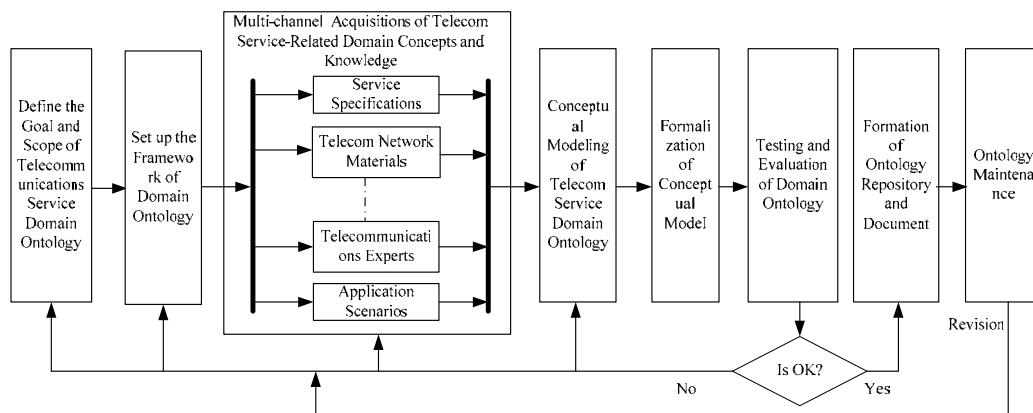 Define the
Goal and
Scope of
Telecomm
unications
Service
Domain
Ontology
Set up the
Framewo
rk of
Domain
Ontology
Multi-channel Acquisitions of Telecom
Service-Related Domain Concepts and
Knowledge
Service
Specifications
Telecom Network
Materials
Telecommunicati
ons Experts
Application
Scenarios
Conceptu
al
Modeling
of
Telecom
Service
Domain
Ontology
Formali
zation
of
Concept
ual
Model
Testing and
Evaluation
of Domain
Ontology
Formation
of
Ontology
Repository
and
Document
Ontology
Maintena
nce
Revision
Is OK?
No
Yes